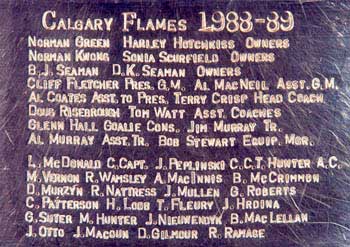 CALGARY FLAMES 1988-89
NORMAN GREEN HARLEY HOTCHKISS OWNERS
NORMAN KWONG SONIA SCURFIELD OWNERS
B.J. SEAMAN D.K. SEAMAN OWNERS
CLIFF FLETCHER PRES. G.M. AL MACNEIL ASST. G.M.
AL COATES ASST. TO PRES. TERRY CRISP HEAD COACH
DOUG RISEBROUGH TOM WATT ASST. COACHES
GLENN HALL GOALIE CONS. JIM MURRAY TR.
AL MURRAY ASST. TR. BOB STEWART EQUIP. MGR.
L. MCDONALD C. CAPT. J. PEPLINSKI C.C. T. HUNTER A.C.
M. VERNON R. WAMSLEY A. MACINNIS B. MCCRIMMON
D. MURZYN R. NATTRESS J. MULLEN G. ROBERTS
C. PATTERSON H. LOOB T. FLEURY J. HRDINA
G. SUTER M. HUNTER J. NIEUWENDYK B. MACLELLAN
J. OTTO J. MACOUN D. GILMOUR R. RAMAGE